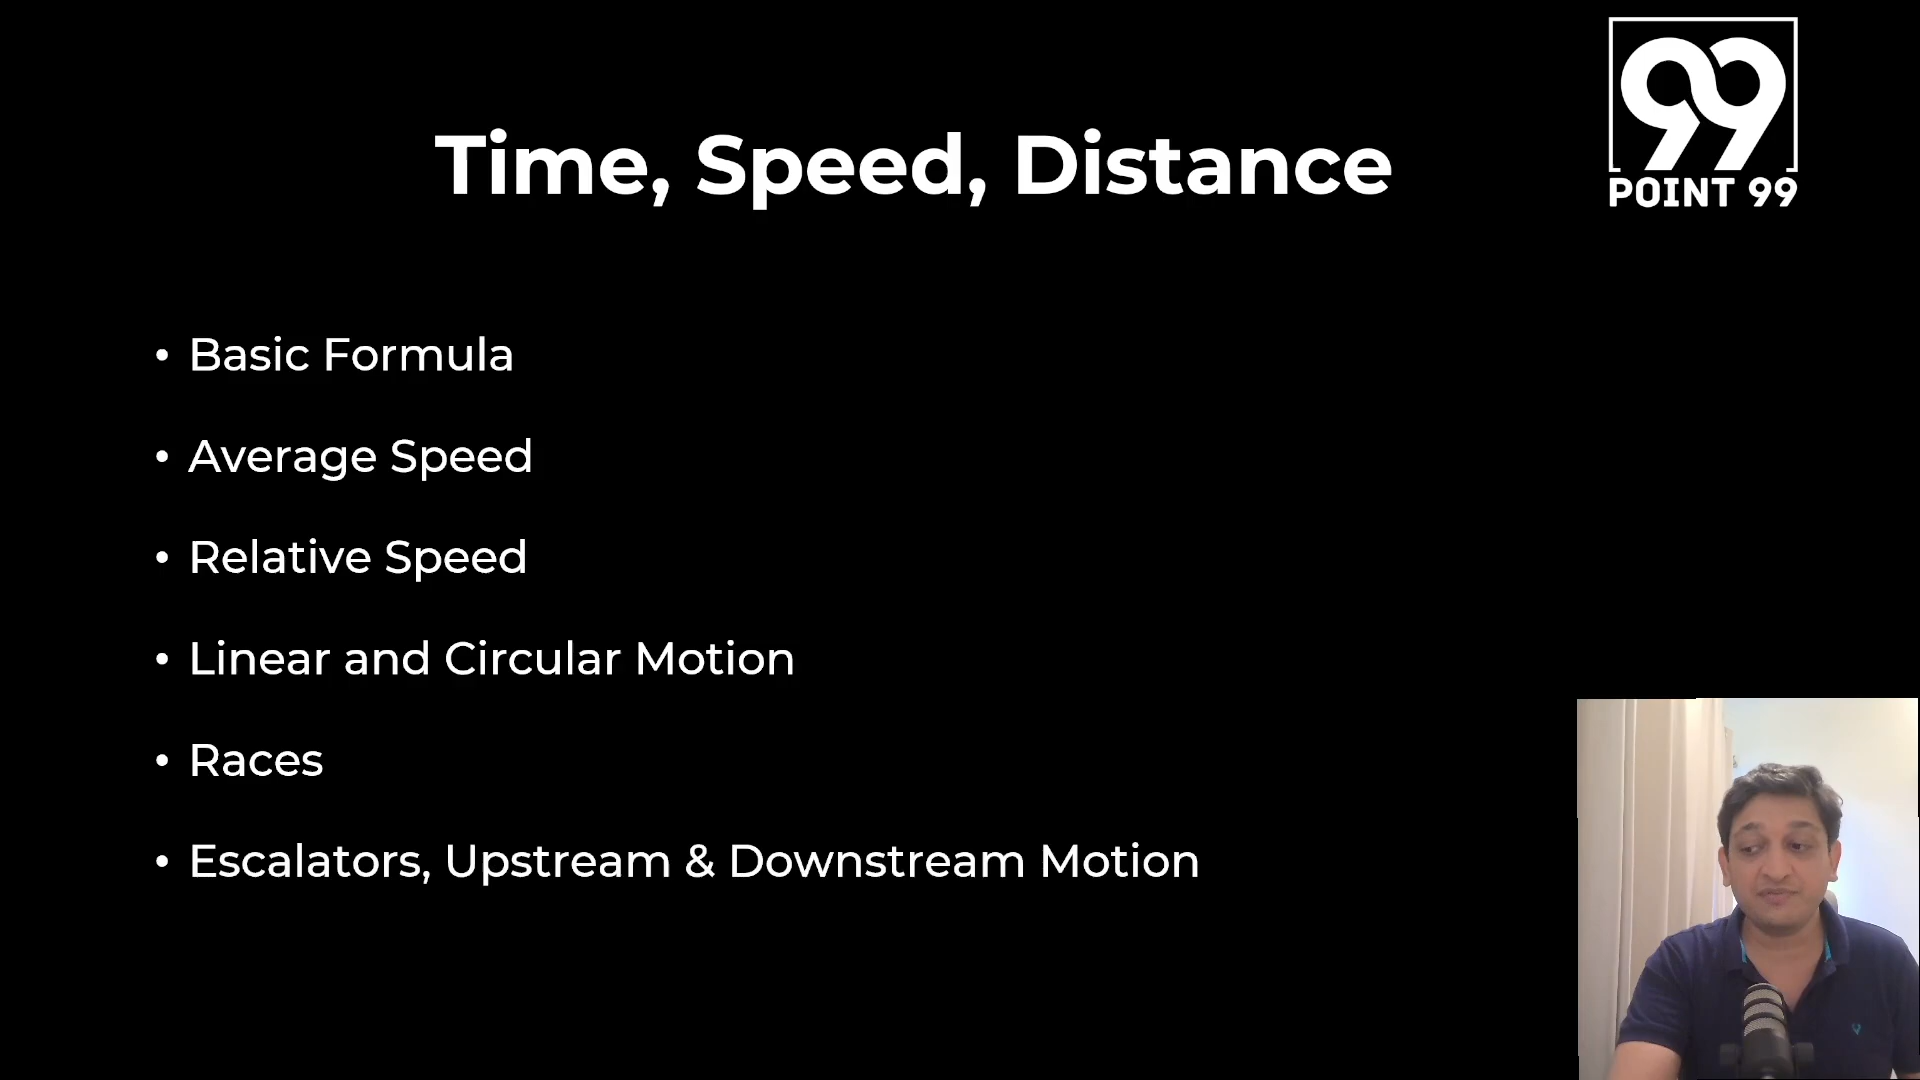 Time, Speed, Distance
99
POINT 99
• Basic Formula
• Average Speed
• Relative Speed
• Linear and Circular Motion
• Races
• Escalators, Upstream & Downstream Motion